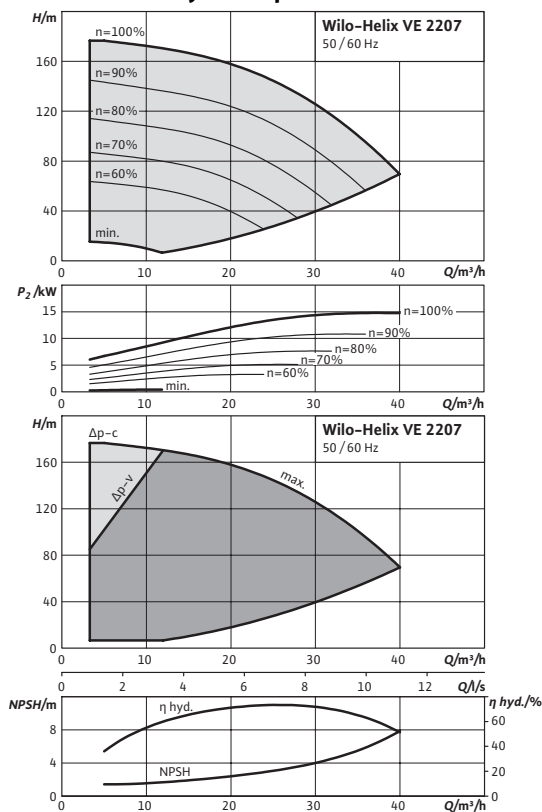 H/m
Wilo-Helix VE 2207
50 / 60 Hz
n=100%
160
n=90%
120
n=80%
n=70%
80
n=60%
40
min.
0
0 10 20 30 40 Q/m³/h
P₂/kW
15
n=100%
n=90%
10
n=80%
n=70%
5
n=60%
min.
0
0 10 20 30 40 Q/m³/h
H/m
Δp-c
Wilo-Helix VE 2207
50 / 60 Hz
160
max.
Δp-v
120
80
40
0
0 10 20 30 40 Q/m³/h
0 2 4 6 8 10 12 Q/l/s
NPSH/m
η hyd./%
η hyd.
8
60
40
4
NPSH
20
0
0
0 10 20 30 40 Q/m³/h